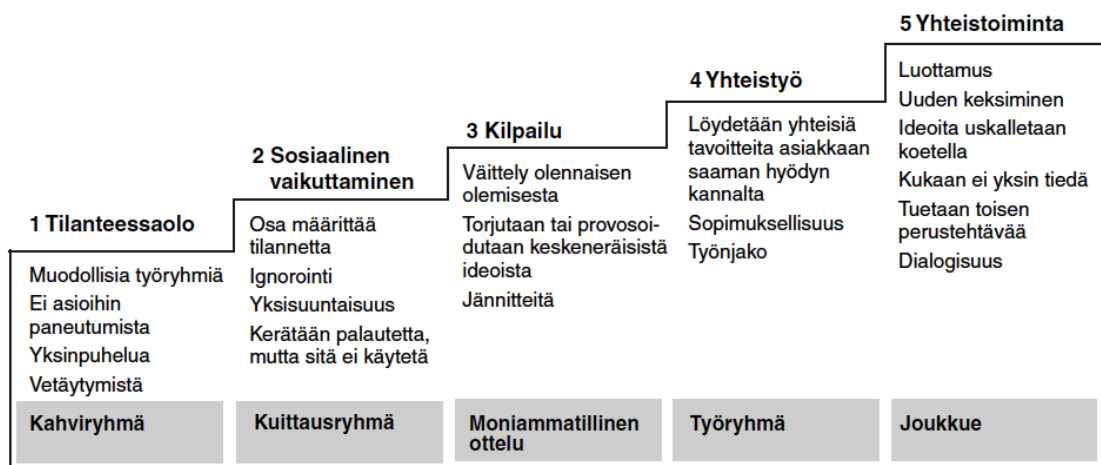 1 Tilanteessaolo
Muodollisia työryhmiä
Ei asioihin
paneutumista
Yksinpuhelua
Vetäytymistä
Kahviryhmä
2 Sosiaalinen
vaikuttaminen
Osa määrittää
tilannetta
Ignorointi
Yksisuuntaisuus
Kerätään palautetta,
mutta sitä ei käytetä
Kuittausryhmä
3 Kilpailu
Väittely olennaisen
olemisesta
Torjutaan tai provosoi-
dutaan keskeneräisistä
ideoista
Jännitteitä
Moniammatillinen
ottelu
4 Yhteistyö
Löydetään yhteisiä
tavoitteita asiakkaan
saaman hyödyn
kannalta
Sopimuksellisuus
Työnjako
Työryhmä
5 Yhteistoiminta
Luottamus
Uuden keksiminen
Ideoita uskalletaan
koetella
Kukaan ei yksin tiedä
Tuetaan toisen
perustehtävää
Dialogisuus
Joukkue